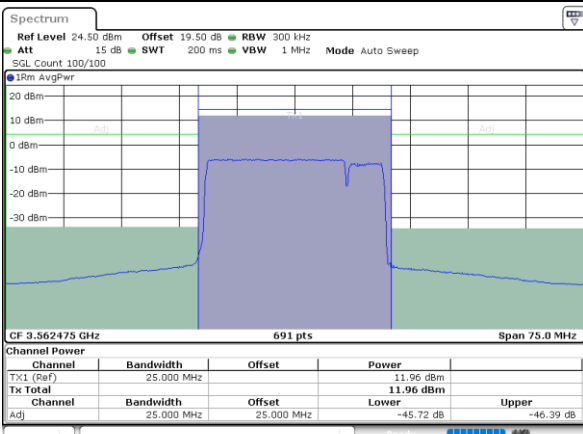 Spectrum
Ref Level 24.50 dBm Offset 19.50 dB RBW 300 kHz
Att 15 dB SWT 200 ms VBW 1 MHz Mode Auto Sweep
SGL Count 100/100
1Rm AvgPwr
20 dBm
TX1
10 dBm
Adj Adj
0 dBm
-10 dBm
-20 dBm
-30 dBm
CF 3.562475 GHz 691 pts Span 75.0 MHz
Channel Power
Channel Bandwidth Offset Power
TX1 (Ref) 25.000 MHz 11.96 dBm
Tx Total 11.96 dBm
Channel Bandwidth Offset Lower Upper
Adj 25.000 MHz 25.000 MHz -45.72 dB -46.39 dB